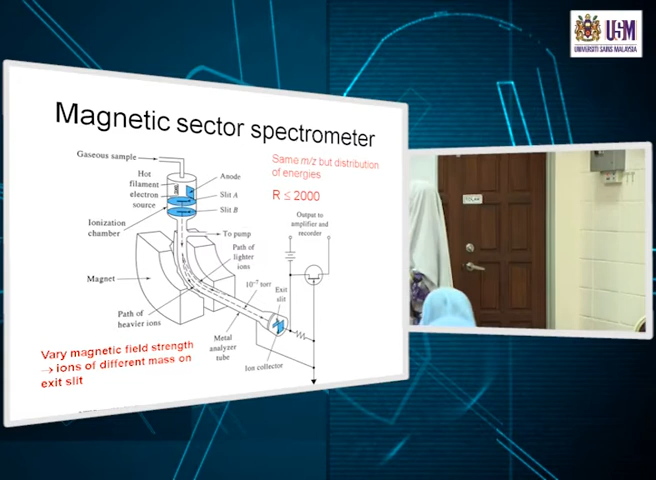 USM
UNIVERSITI SAINS MALAYSIA
Magnetic sector spectrometer
Gaseous sample
Hot
filament
electron
source
Anode
Slit A
Slit B
Ionization
chamber
To pump
Path of
lighter
ions
Magnet
10⁻⁷ torr
Exit
slit
Path of
heavier ions
Metal
analyzer
tube
Ion collector
Output to
amplifier and
recorder
Same m/z but distribution
of energies
R ≤ 2000
Vary magnetic field strength
→ ions of different mass on
exit slit